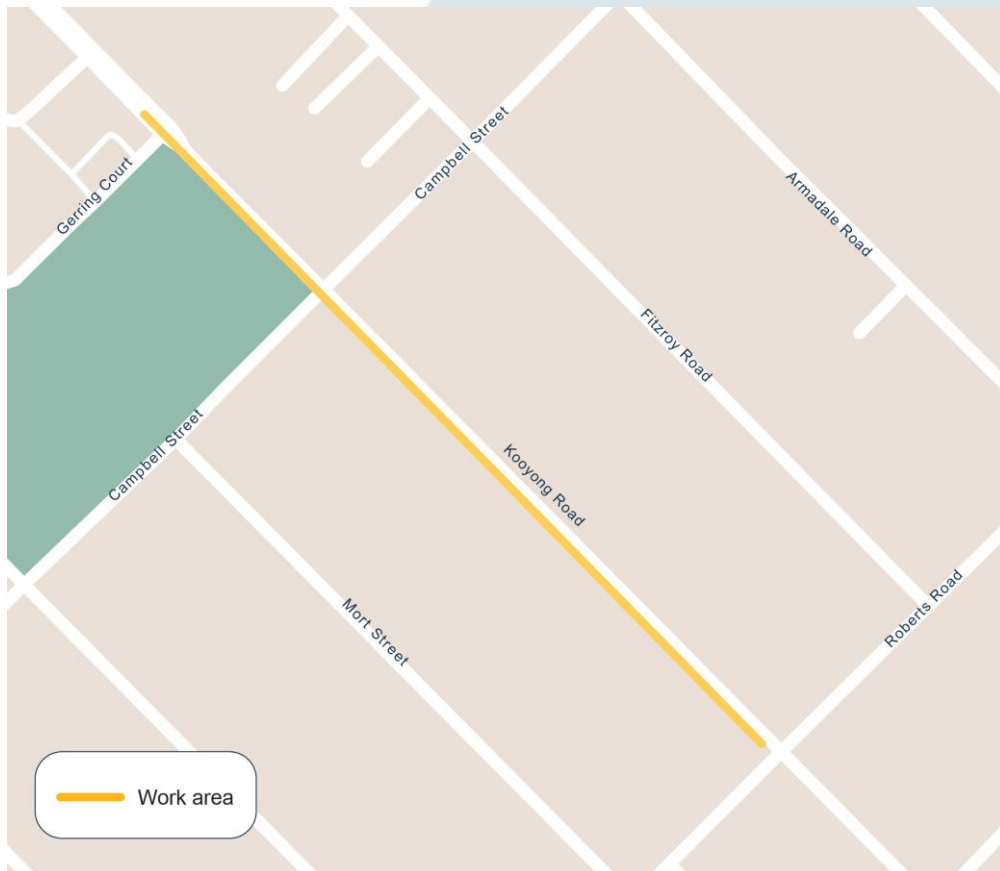 Campbell Street
Gerring Court
Armadale Road
Fitzroy Road
Campbell Street
Kooyong Road
Roberts Road
Mort Street
Work area